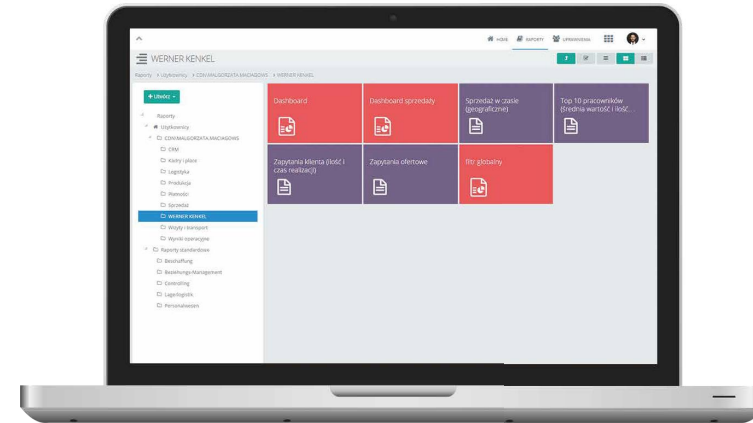 HOME RAPORTY UPRAWNIENIA
WERNER KENKEL
Raporty Użytkownicy CDN\MALGORZATA.MACIAGOWS WERNER KENKEL
+ Utwórz
Raporty
Użytkownicy
CDN\MALGORZATA.MACIAGOWS
CRM
Kadry i płace
Logistyka
Produkcja
Płatności
Sprzedaż
WERNER KENKEL
Wizyty i transport
Wyniki operacyjne
Raporty standardowe
Beschaffung
Beziehungs-Management
Controlling
Lagerlogistik
Personalwesen
Dashboard
Dashboard sprzedaży
Sprzedaż w czasie
(geograficzne)
Top 10 pracowników
(średnia wartość i ilość...
Zapytania klienta (ilość i
czas realizacji)
Zapytania ofertowe
filtr globalny